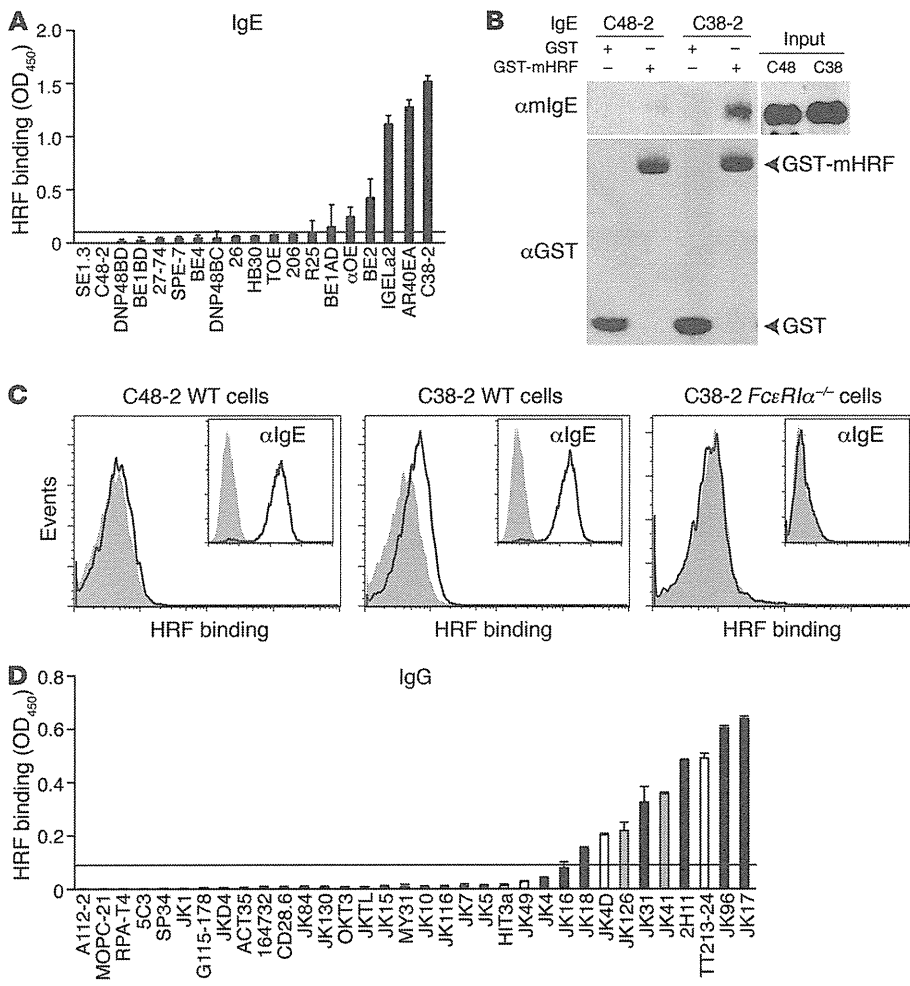 A
IgE
HRF binding (OD450)
2.0
1.5
1.0
0.5
0
SE1.3
C48-2
DNP48BD
BE1BD
27-74
SPE-7
BE4
DNP48BC
26
HB30
TOE
206
R25
BE1AD
αOE
BE2
IGELa2
AR40EA
C38-2
B
IgE C48-2 C38-2
GST + − + −
GST-mHRF − + − +
Input
C48 C38
αmIgE
GST-mHRF
αGST
GST
C
C48-2 WT cells
C38-2 WT cells
C38-2 FcεRIα−/− cells
αIgE
αIgE
αIgE
Events
HRF binding
HRF binding
HRF binding
D
IgG
HRF binding (OD450)
0.8
0.6
0.4
0.2
0
A112-2
MOPC-21
RPA-T4
5C3
SP34
JK1
G115-178
JKD4
ACT35
164732
CD28.6
JK84
JK130
OKT3
JKTL
JK15
MY31
JK10
JK116
JK7
JK5
HIT3a
JK49
JK4
JK16
JK18
JK4D
JK126
JK31
JK41
2H11
TT213-24
JK96
JK17